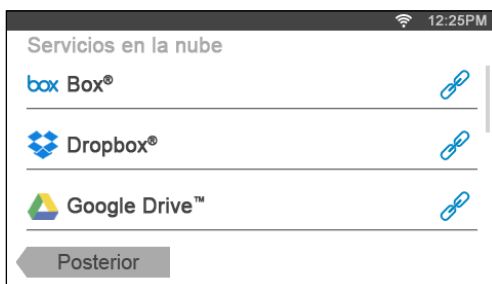 12:25PM
Servicios en la nube
box Box®
Dropbox®
Google Drive™
Posterior